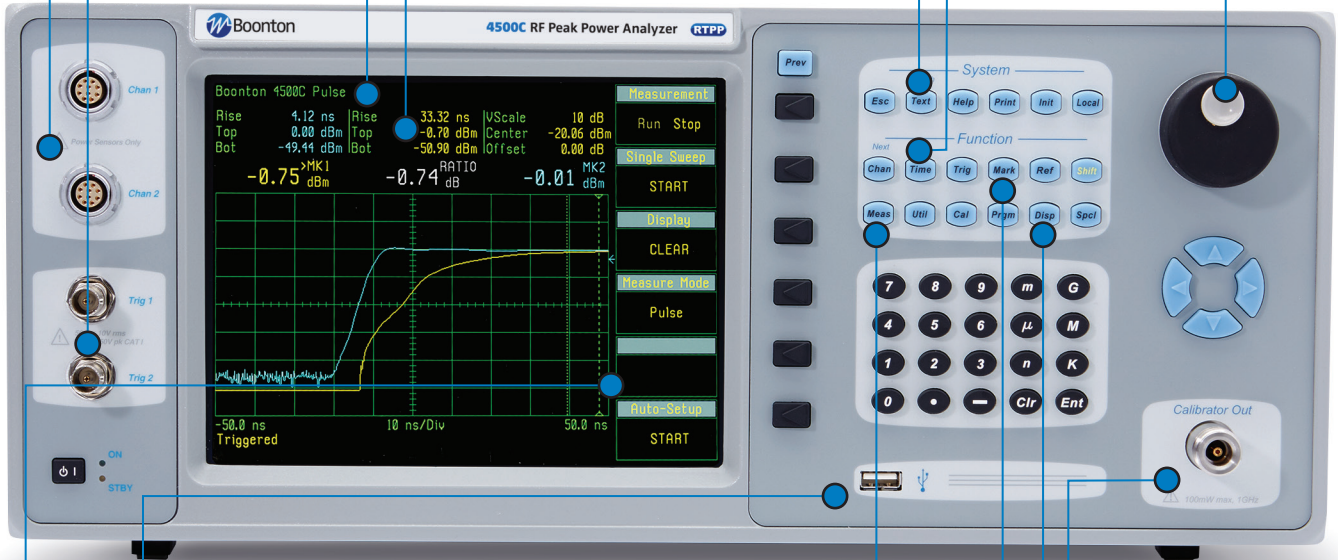 Boonton
4500C RF Peak Power Analyzer RTPP
Chan 1
Power Sensors Only
Chan 2
Trig 1
Trig 2
ON
STBY
Boonton 4500C Pulse
Rise 4.12 ns Rise 33.32 ns VScale 10 dB
Top 0.00 dBm Top -0.70 dBm Center -20.06 dBm
Bot -49.44 dBm Bot -50.90 dBm Offset 0.00 dB
>MK1 RATIO MK2
-0.75 dBm -0.74 dB -0.01 dBm
-50.0 ns 10 ns/Div 50.0 ns
Triggered
Measurement
Run Stop
Single Sweep
START
Display
CLEAR
Measure Mode
Pulse
Auto-Setup
START
Prev
System
Esc Text Help Print Init Local
Function
Next
Chan Time Trig Mark Ref Shift
Meas Util Cal Prgm Disp Spcl
7 8 9 m G
4 5 6 μ M
1 2 3 n K
0 • − Clr Ent
Calibrator Out
100mW max, 1GHz